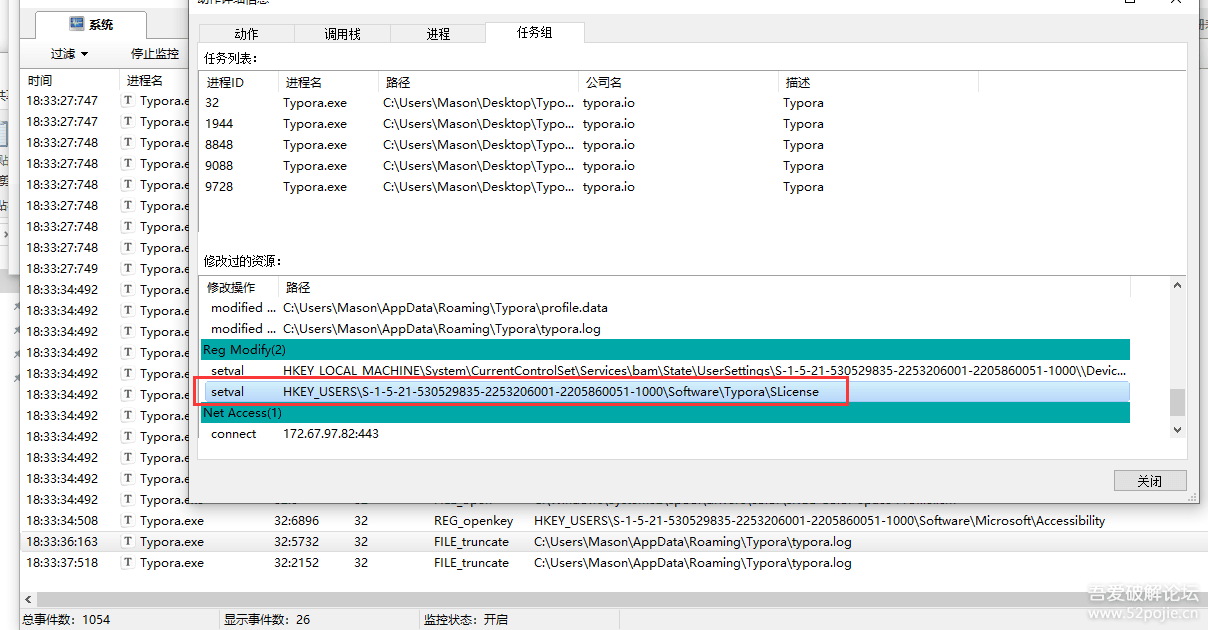 系统
过滤
停止监控
时间 进程名
18:33:27:747 T Typora.e
18:33:27:747 T Typora.e
18:33:27:748 T Typora.e
18:33:27:748 T Typora.e
18:33:27:748 T Typora.e
18:33:27:748 T Typora.e
18:33:27:748 T Typora.e
18:33:27:748 T Typora.e
18:33:27:749 T Typora.e
18:33:34:492 T Typora.e
18:33:34:492 T Typora.e
18:33:34:492 T Typora.e
18:33:34:492 T Typora.e
18:33:34:492 T Typora.e
18:33:34:492 T Typora.e
18:33:34:492 T Typora.e
18:33:34:492 T Typora.e
18:33:34:492 T Typora.e
18:33:34:492 T Typora.e
18:33:34:492 T
动作 调用栈 进程 任务组
任务列表:
进程ID 进程名 路径 公司名 描述
32 Typora.exe C:\Users\Mason\Desktop\Typo... typora.io Typora
1944 Typora.exe C:\Users\Mason\Desktop\Typo... typora.io Typora
8848 Typora.exe C:\Users\Mason\Desktop\Typo... typora.io Typora
9088 Typora.exe C:\Users\Mason\Desktop\Typo... typora.io Typora
9728 Typora.exe C:\Users\Mason\Desktop\Typo... typora.io Typora
修改过的资源:
修改操作 路径
modified ... C:\Users\Mason\AppData\Roaming\Typora\profile.data
modified ... C:\Users\Mason\AppData\Roaming\Typora\typora.log
Reg Modify(2)
setval HKEY_LOCAL_MACHINE\System\CurrentControlSet\Services\bam\State\UserSettings\S-1-5-21-530529835-2253206001-2205860051-1000\\Devic...
setval HKEY_USERS\S-1-5-21-530529835-2253206001-2205860051-1000\Software\Typora\SLicense
Net Access(1)
connect 172.67.97.82:443
关闭
18:33:34:508 T Typora.exe 32:6896 32 REG_openkey HKEY_USERS\S-1-5-21-530529835-2253206001-2205860051-1000\Software\Microsoft\Accessibility
18:33:36:163 T Typora.exe 32:5732 32 FILE_truncate C:\Users\Mason\AppData\Roaming\Typora\typora.log
18:33:37:518 T Typora.exe 32:2152 32 FILE_truncate C:\Users\Mason\AppData\Roaming\Typora\typora.log
总事件数: 1054 显示事件数: 26 监控状态: 开启
吾爱破解论坛
www.52pojie.cn